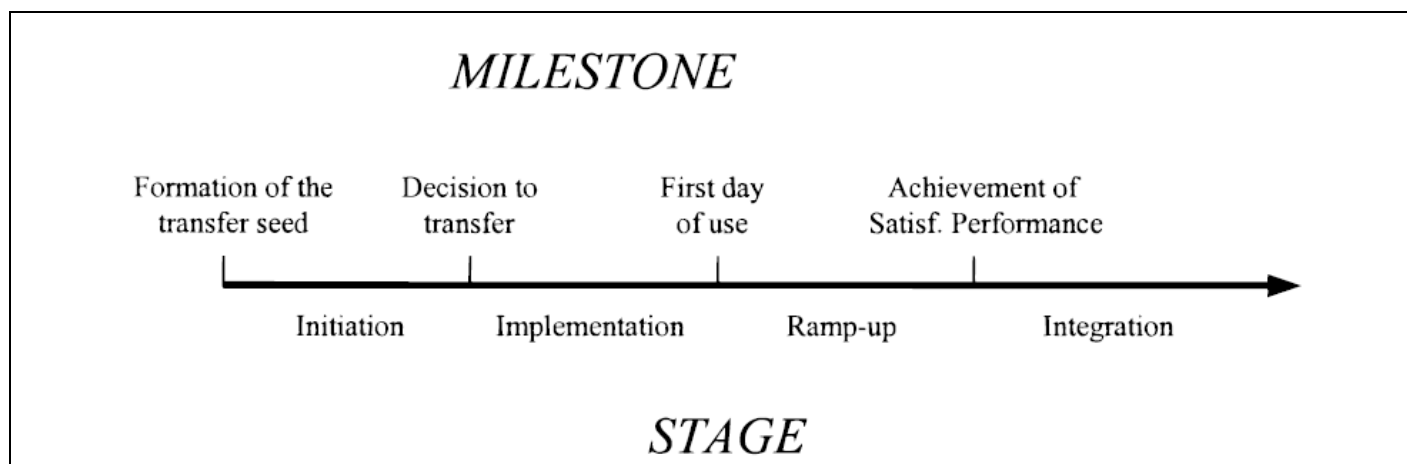 MILESTONE
Formation of the
transfer seed
Decision to
transfer
First day
of use
Achievement of
Satisf. Performance
Initiation
Implementation
Ramp-up
Integration
STAGE